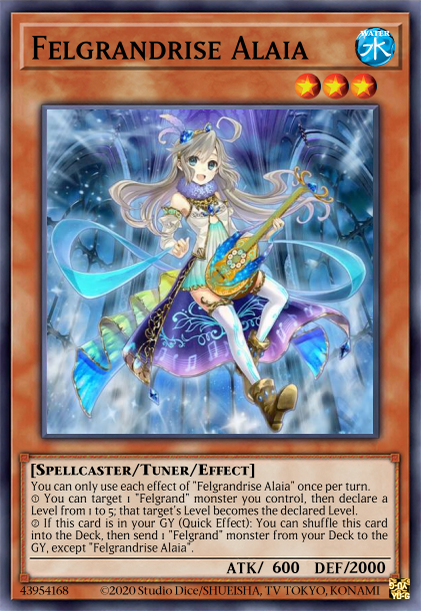 Felgrandrise Alaia
WATER
水
[Spellcaster/Tuner/Effect]
You can only use each effect of "Felgrandrise Alaia" once per turn.
① You can target 1 "Felgrand" monster you control, then declare a
Level from 1 to 5; that target's Level becomes the declared Level.
② If this card is in your GY (Quick Effect): You can shuffle this card
into the Deck, then send 1 "Felgrand" monster from your Deck to the
GY, except "Felgrandrise Alaia".
ATK/ 600 DEF/2000
43954168 ©2020 Studio Dice/SHUEISHA, TV TOKYO, KONAMI